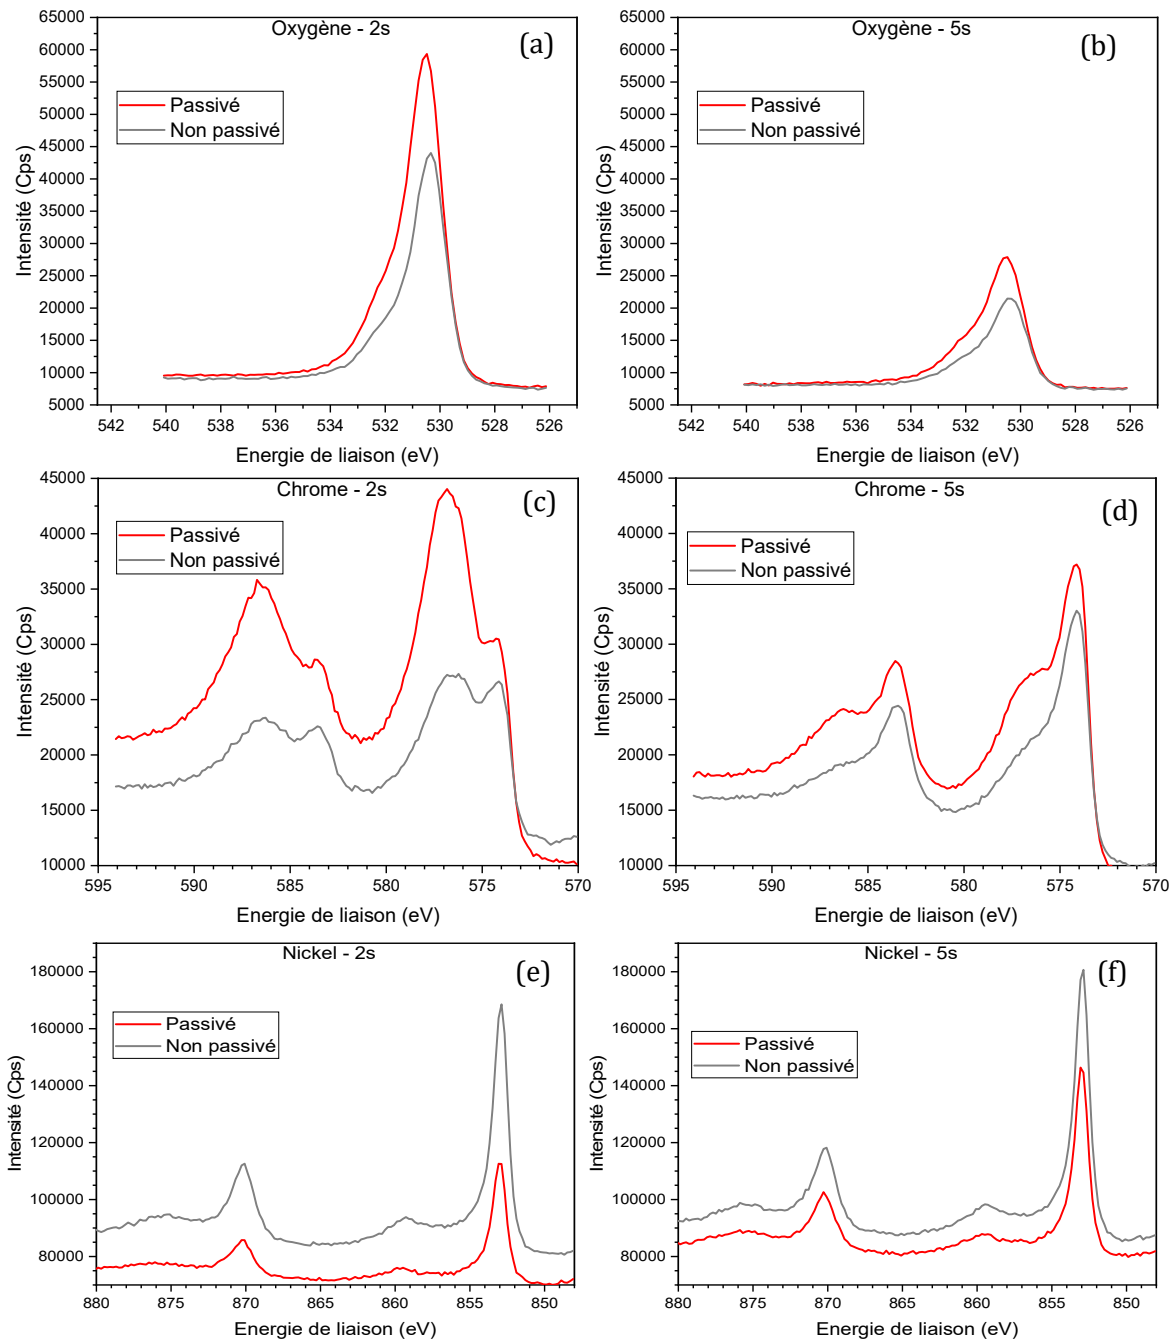 Oxygène - 2s
(a)
Passivé
Non passivé
65000
60000
55000
50000
45000
40000
35000
30000
25000
20000
15000
10000
5000
Intensité (Cps)
542 540 538 536 534 532 530 528 526
Energie de liaison (eV)
Oxygène - 5s
(b)
Passivé
Non passivé
65000
60000
55000
50000
45000
40000
35000
30000
25000
20000
15000
10000
5000
Intensité (Cps)
542 540 538 536 534 532 530 528 526
Energie de liaison (eV)
Chrome - 2s
(c)
Passivé
Non passivé
45000
40000
35000
30000
25000
20000
15000
10000
Intensité (Cps)
595 590 585 580 575 570
Energie de liaison (eV)
Chrome - 5s
(d)
Passivé
Non passivé
45000
40000
35000
30000
25000
20000
15000
10000
Intensité (Cps)
595 590 585 580 575 570
Energie de liaison (eV)
Nickel - 2s
(e)
Passivé
Non passivé
180000
160000
140000
120000
100000
80000
Intensité (Cps)
880 875 870 865 860 855 850
Energie de liaison (eV)
Nickel - 5s
(f)
Passivé
Non passivé
180000
160000
140000
120000
100000
80000
Intensité (Cps)
880 875 870 865 860 855 850
Energie de liaison (eV)